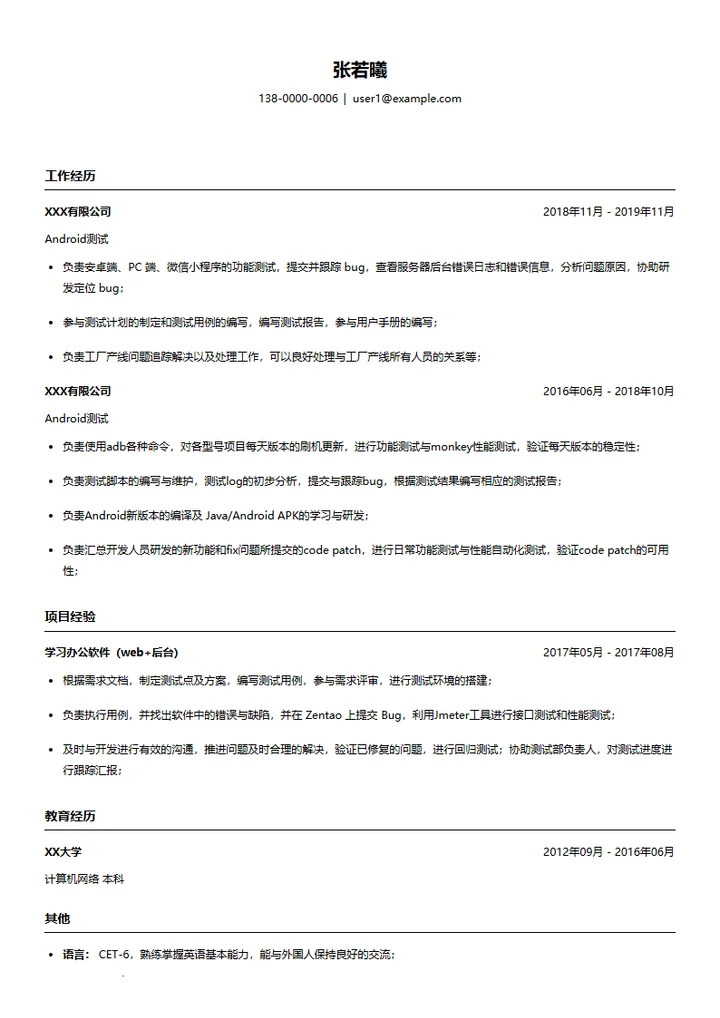 张若曦
138-0000-0006 | user1@example.com
工作经历
XXX有限公司 2018年11月 - 2019年11月
Android测试
• 负责安卓端、PC 端、微信小程序的功能测试，提交并跟踪 bug，查看服务器后台错误日志和错误信息，分析问题原因，协助研
发定位 bug；
• 参与测试计划的制定和测试用例的编写，编写测试报告，参与用户手册的编写；
• 负责工厂产线问题追踪解决以及处理工作，可以良好处理与工厂产线所有人员的关系等；
XXX有限公司 2016年06月 - 2018年10月
Android测试
• 负责使用adb各种命令，对各型号项目每天版本的刷机更新，进行功能测试与monkey性能测试，验证每天版本的稳定性；
• 负责测试脚本的编写与维护，测试log的初步分析，提交与跟踪bug，根据测试结果编写相应的测试报告；
• 负责Android新版本的编译及 Java/Android APK的学习与研发；
• 负责汇总开发人员研发的新功能和fix问题所提交的code patch，进行日常功能测试与性能自动化测试，验证code patch的可用
性；
项目经验
学习办公软件（web+后台） 2017年05月 - 2017年08月
• 根据需求文档，制定测试点及方案，编写测试用例，参与需求评审，进行测试环境的搭建；
• 负责执行用例，并找出软件中的错误与缺陷，并在 Zentao 上提交 Bug，利用Jmeter工具进行接口测试和性能测试；
• 及时与开发进行有效的沟通，推进问题及时合理的解决，验证已修复的问题，进行回归测试；协助测试部负责人，对测试进度进
行跟踪汇报；
教育经历
XX大学 2012年09月 - 2016年06月
计算机网络 本科
其他
• 语言： CET-6，熟练掌握英语基本能力，能与外国人保持良好的交流；